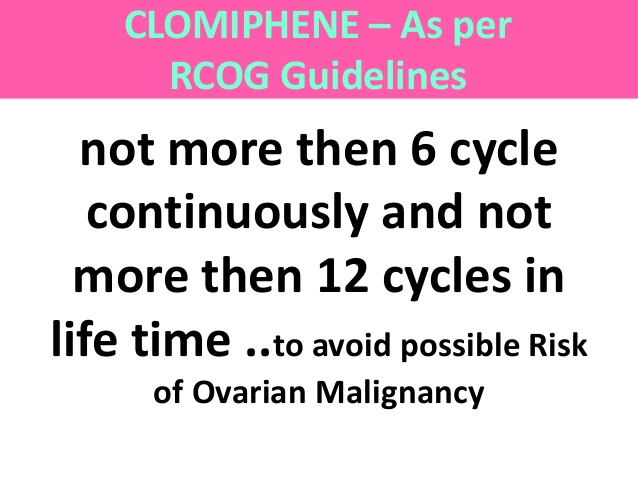 CLOMIPHENE – As per
RCOG Guidelines
not more then 6 cycle
continuously and not
more then 12 cycles in
life time ..to avoid possible Risk
of Ovarian Malignancy